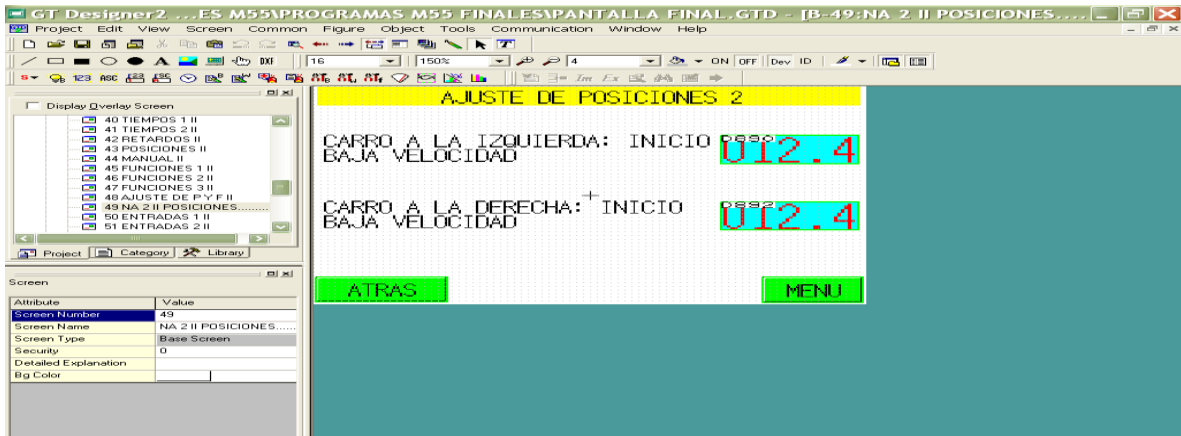 GT Designer2 ...ES M55\PROGRAMAS M55 FINALES\PANTALLA FINAL.GTD - [B-49:NA 2 II POSICIONES.....
Project Edit View Screen Common Figure Object Tools Communication Window Help
DXF 16 150% 4 ON OFF Dev ID
123 ASC Im Fx
Display Overlay Screen
40 TIEMPOS 1 II
41 TIEMPOS 2 II
42 RETARDOS II
43 POSICIONES II
44 MANUAL II
45 FUNCIONES 1 II
46 FUNCIONES 2 II
47 FUNCIONES 3 II
48 AJUSTE DE P Y F II
49 NA 2 II POSICIONES.........
50 ENTRADAS 1 II
51 ENTRADAS 2 II
Project Category Library
Screen
Attribute Value
Screen Number 49
Screen Name NA 2 II POSICIONES......
Screen Type Base Screen
Security 0
Detailed Explanation
Bg Color
AJUSTE DE POSICIONES 2
CARRO A LA IZQUIERDA: INICIO
BAJA VELOCIDAD
D890
012.4
CARRO A LA DERECHA: INICIO
BAJA VELOCIDAD
D892
012.4
ATRAS MENU